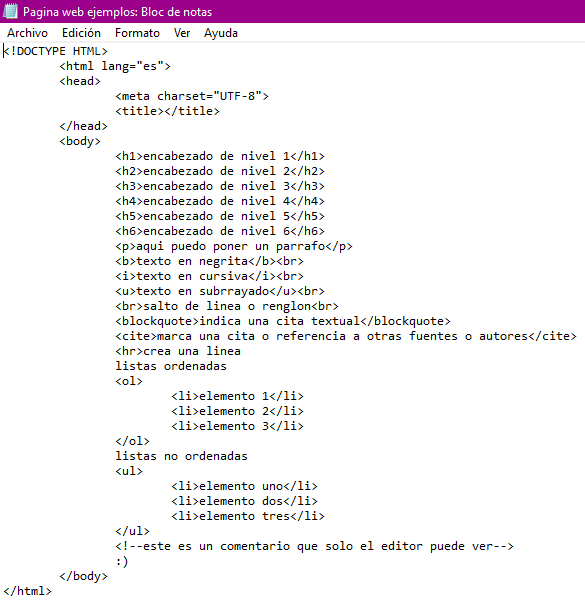 Pagina web ejemplos: Bloc de notas
Archivo Edición Formato Ver Ayuda
<!DOCTYPE HTML>
<html lang="es">
<head>
<meta charset="UTF-8">
<title></title>
</head>
<body>
<h1>encabezado de nivel 1</h1>
<h2>encabezado de nivel 2</h2>
<h3>encabezado de nivel 3</h3>
<h4>encabezado de nivel 4</h4>
<h5>encabezado de nivel 5</h5>
<h6>encabezado de nivel 6</h6>
<p>aqui puedo poner un parrafo</p>
<b>texto en negrita</b><br>
<i>texto en cursiva</i><br>
<u>texto en subrrayado</u><br>
<br>salto de linea o renglon<br>
<blockquote>indica una cita textual</blockquote>
<cite>marca una cita o referencia a otras fuentes o autores</cite>
<hr>crea una linea
listas ordenadas
<ol>
<li>elemento 1</li>
<li>elemento 2</li>
<li>elemento 3</li>
</ol>
listas no ordenadas
<ul>
<li>elemento uno</li>
<li>elemento dos</li>
<li>elemento tres</li>
</ul>
<!--este es un comentario que solo el editor puede ver-->
:)
</body>
</html>